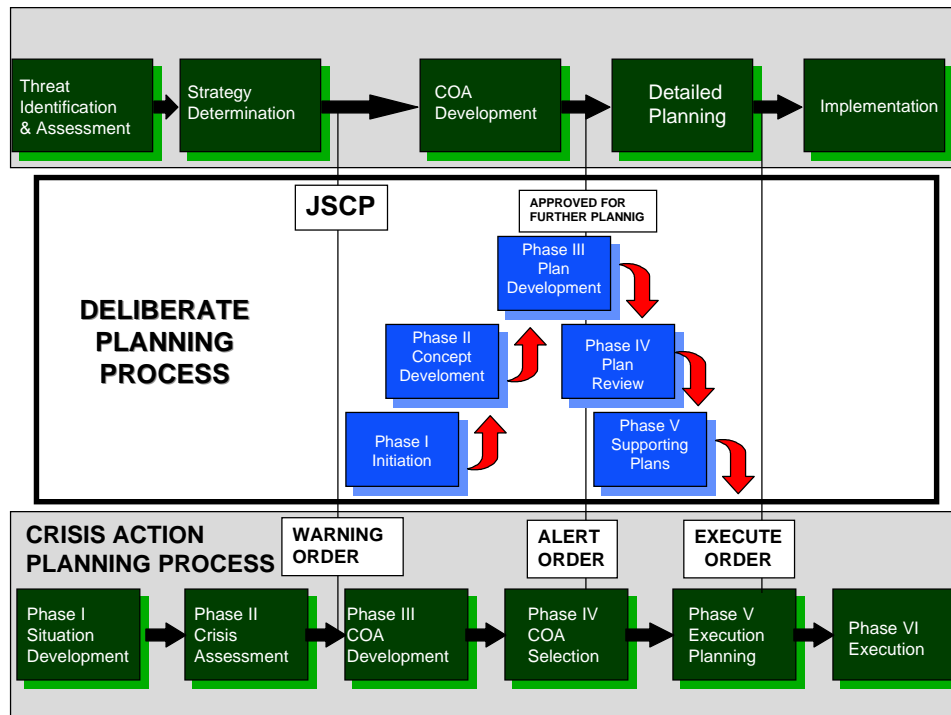 Threat
Identification
& Assessment
Strategy
Determination
COA
Development
Detailed
Planning
Implementation
JSCP
APPROVED FOR
FURTHER PLANNIG
DELIBERATE
PLANNING
PROCESS
Phase III
Plan
Development
Phase II
Concept
Develoment
Phase IV
Plan
Review
Phase I
Initiation
Phase V
Supporting
Plans
CRISIS ACTION
PLANNING PROCESS
WARNING
ORDER
ALERT
ORDER
EXECUTE
ORDER
Phase I
Situation
Development
Phase II
Crisis
Assessment
Phase III
COA
Development
Phase IV
COA
Selection
Phase V
Execution
Planning
Phase VI
Execution